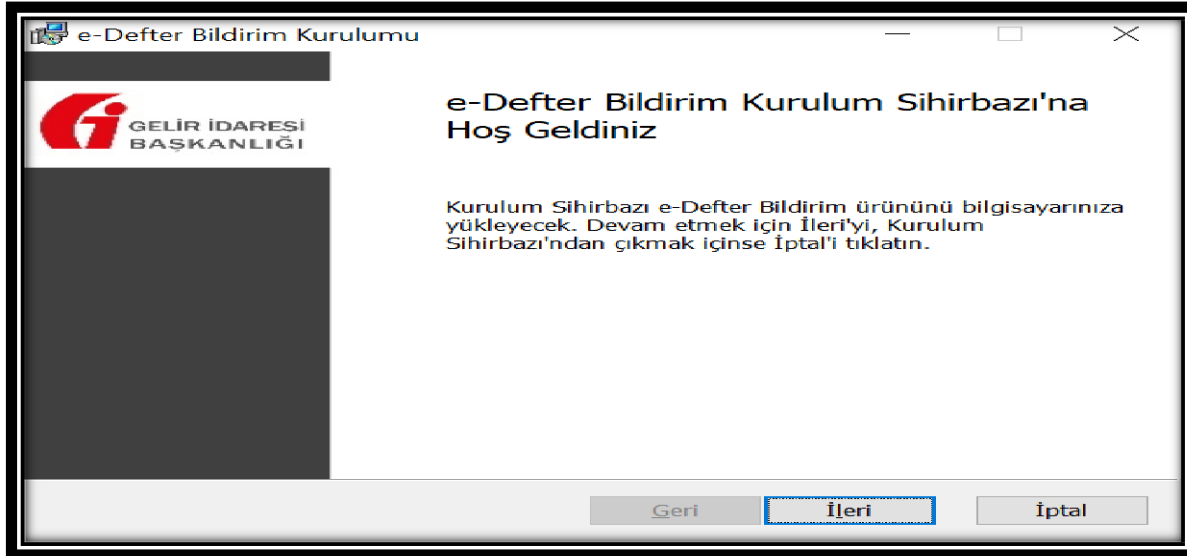 e-Defter Bildirim Kurulumu
GELİR İDARESİ
BAŞKANLIĞI
e-Defter Bildirim Kurulum Sihirbazı'na
Hoş Geldiniz
Kurulum Sihirbazı e-Defter Bildirim ürününü bilgisayarınıza
yükleyecek. Devam etmek için İleri'yi, Kurulum
Sihirbazı'ndan çıkmak içinse İptal'i tıklatın.
Geri
İleri
İptal